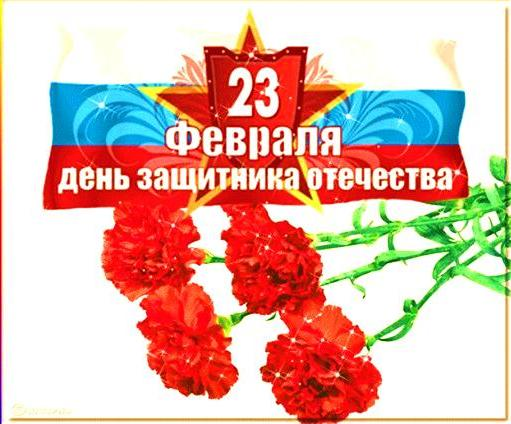 23
Февраля
день защитника отечества